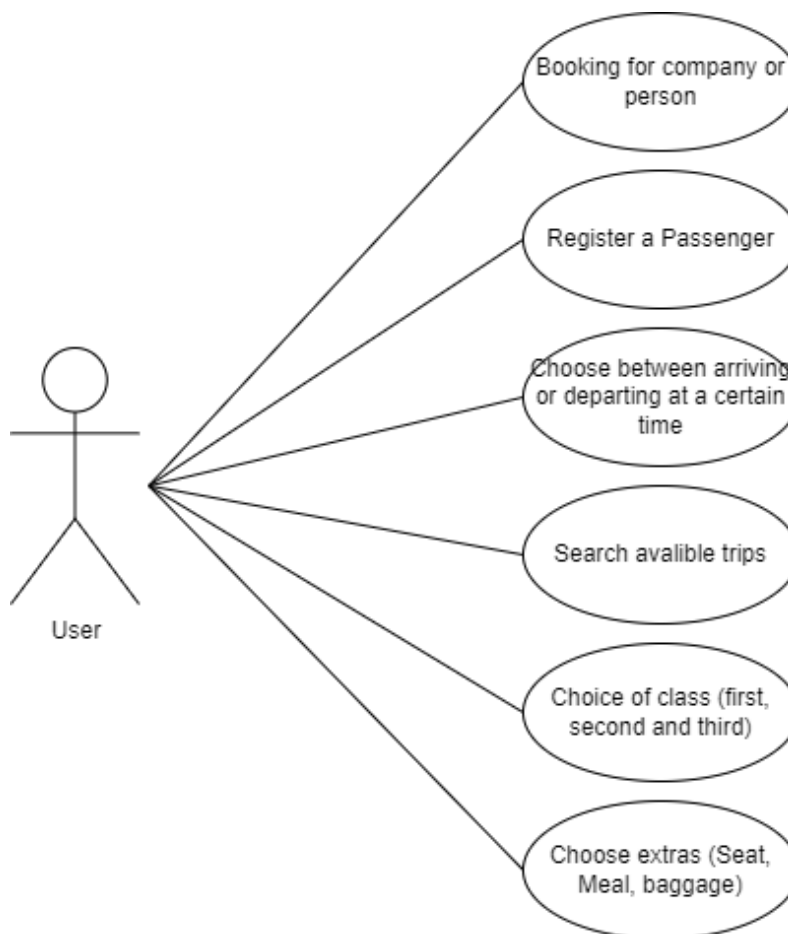 Booking for company or
person
Register a Passenger
Choose between arriving
or departing at a certain
time
Search avalible trips
User
Choice of class (first,
second and third)
Choose extras (Seat,
Meal, baggage)